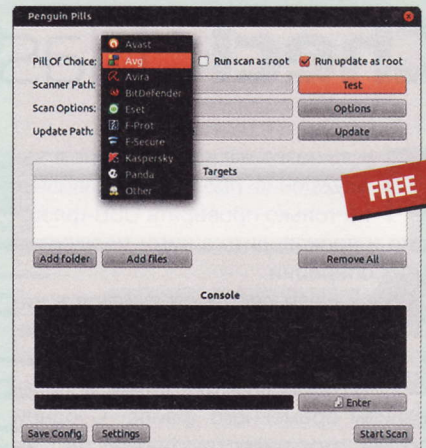 Penguin Pills
Avast
Pill Of Choice: Avg Run scan as root Run update as root
Avira
Scanner Path: Test
BitDefender
Scan Options: Eset Options
F-Prot
Update Path: Update
F-Secure
Kaspersky
Panda
Other
Targets
FREE
Add folder Add files Remove All
Console
Enter
Save Config Settings Start Scan